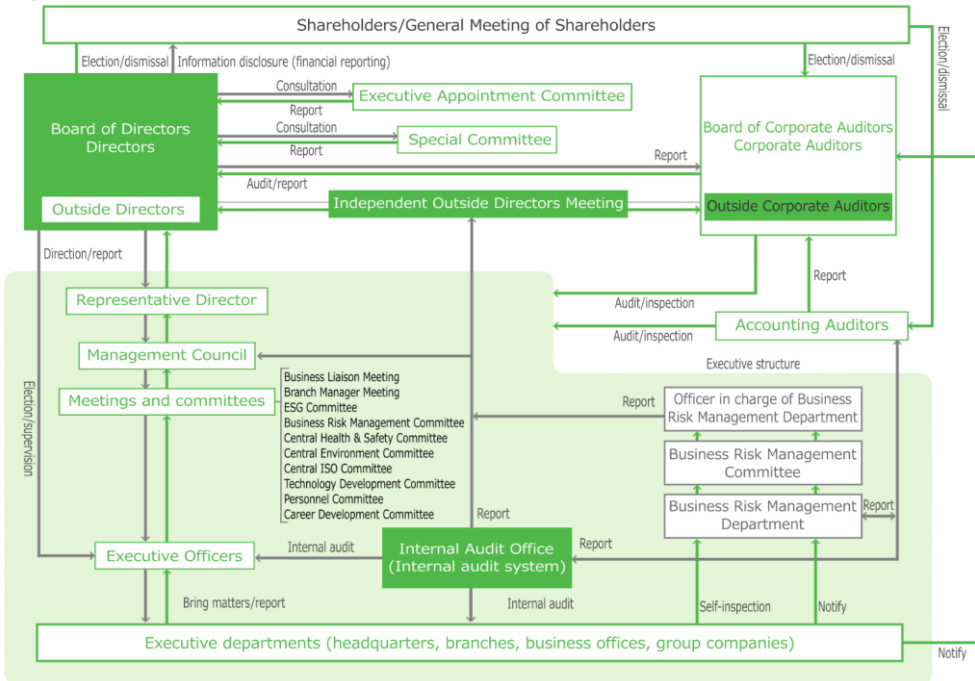 Shareholders/General Meeting of Shareholders
Election/dismissal
Information disclosure (financial reporting)
Election/dismissal
Election/dismissal
Board of Directors
Directors
Outside Directors
Consultation
Report
Executive Appointment Committee
Consultation
Report
Special Committee
Report
Audit/report
Independent Outside Directors Meeting
Board of Corporate Auditors
Corporate Auditors
Outside Corporate Auditors
Direction/report
Representative Director
Management Council
Meetings and committees
Business Liaison Meeting
Branch Manager Meeting
ESG Committee
Business Risk Management Committee
Central Health & Safety Committee
Central Environment Committee
Central ISO Committee
Technology Development Committee
Personnel Committee
Career Development Committee
Election/supervision
Audit/inspection
Audit/inspection
Report
Accounting Auditors
Executive structure
Report
Officer in charge of Business
Risk Management Department
Business Risk Management
Committee
Business Risk Management
Department
Report
Report
Executive Officers
Internal audit
Internal Audit Office
(Internal audit system)
Report
Internal audit
Bring matters/report
Self-inspection
Notify
Executive departments (headquarters, branches, business offices, group companies)
Notify